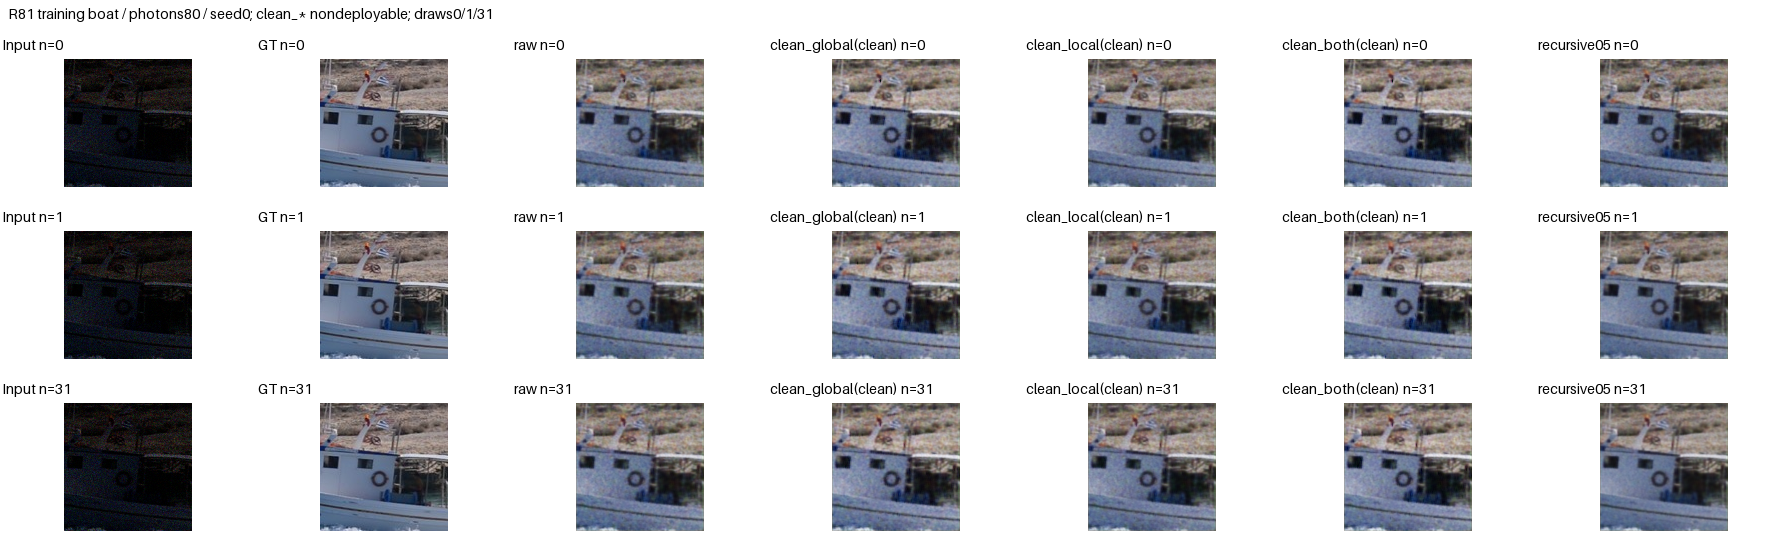 R81 training boat / photons80 / seed0; clean_* nondeployable; draws0/1/31
Input n=0 GT n=0 raw n=0 clean_global(clean) n=0 clean_local(clean) n=0 clean_both(clean) n=0 recursive05 n=0
Input n=1 GT n=1 raw n=1 clean_global(clean) n=1 clean_local(clean) n=1 clean_both(clean) n=1 recursive05 n=1
Input n=31 GT n=31 raw n=31 clean_global(clean) n=31 clean_local(clean) n=31 clean_both(clean) n=31 recursive05 n=31